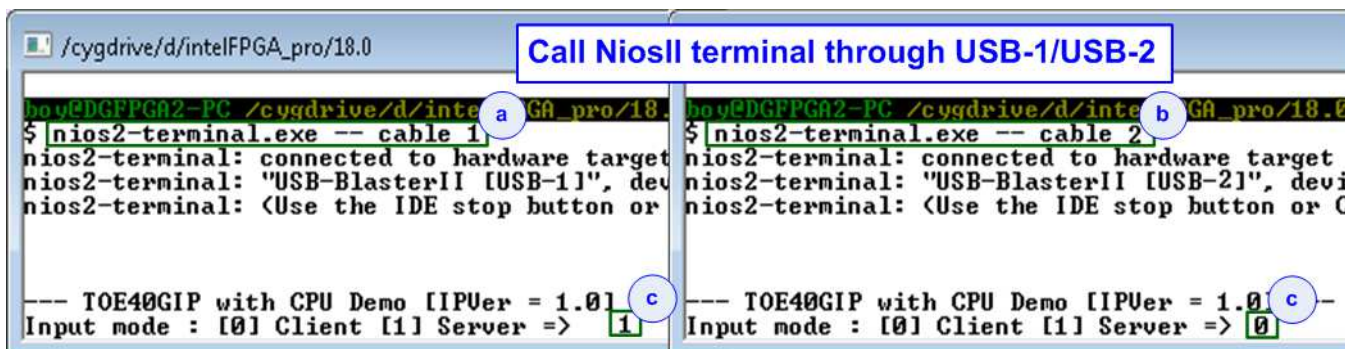 /cygdrive/d/intelFPGA_pro/18.0
Call NiosII terminal through USB-1/USB-2
boy@DGFPGA2-PC /cygdrive/d/inte GA_pro/18.
a
$ nios2-terminal.exe -- cable 1
nios2-terminal: connected to hardware target
nios2-terminal: "USB-BlasterII [USB-1]", dev
nios2-terminal: (Use the IDE stop button or
--- TOE40GIP with CPU Demo [IPVer = 1.0]
c
Input mode : [0] Client [1] Server => 1
boy@DGFPGA2-PC /cygdrive/d/inte GA_pro/18.0
b
$ nios2-terminal.exe -- cable 2
nios2-terminal: connected to hardware target
nios2-terminal: "USB-BlasterII [USB-2]", devi
nios2-terminal: (Use the IDE stop button or C
--- TOE40GIP with CPU Demo [IPVer = 1.0] --
c
Input mode : [0] Client [1] Server => 0